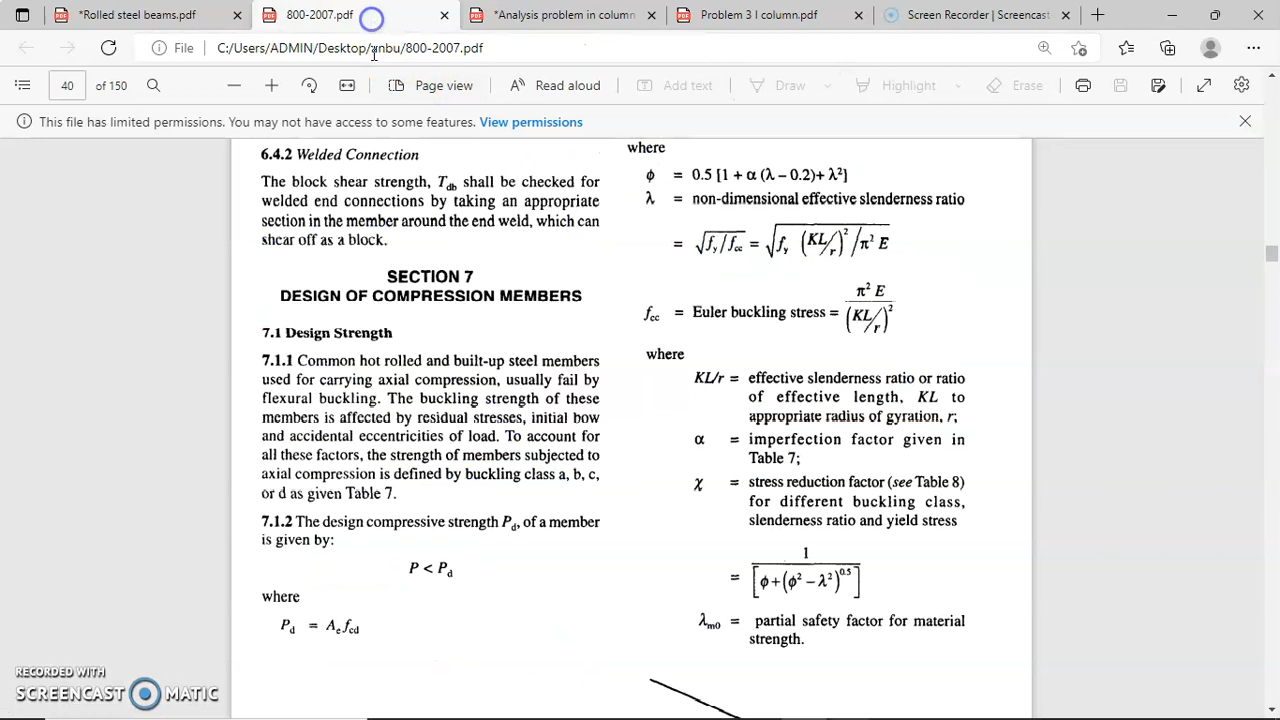 *Rolled steel beams.pdf
800-2007.pdf
*Analysis problem in column
Problem 3 I column.pdf
Screen Recorder | Screencast
File
C:/Users/ADMIN/Desktop/anbu/800-2007.pdf
40
of 150
Page view
Read aloud
Add text
Draw
Highlight
Erase
This file has limited permissions. You may not have access to some features. View permissions
6.4.2 Welded Connection
The block shear strength, Tdb shall be checked for
welded end connections by taking an appropriate
section in the member around the end weld, which can
shear off as a block.
SECTION 7
DESIGN OF COMPRESSION MEMBERS
7.1 Design Strength
7.1.1 Common hot rolled and built-up steel members
used for carrying axial compression, usually fail by
flexural buckling. The buckling strength of these
members is affected by residual stresses, initial bow
and accidental eccentricities of load. To account for
all these factors, the strength of members subjected to
axial compression is defined by buckling class a, b, c,
or d as given Table 7.
7.1.2 The design compressive strength Pd, of a member
is given by:
P < Pd
where
Pd = Ae fcd
where
ϕ = 0.5 [1 + α (λ – 0.2)+ λ²]
λ = non-dimensional effective slenderness ratio
= √fy/fcc = √fy (KL/r)² /π² E
fcc = Euler buckling stress = π² E / (KL/r)²
where
KL/r = effective slenderness ratio or ratio
of effective length, KL to
appropriate radius of gyration, r;
α = imperfection factor given in
Table 7;
χ = stress reduction factor (see Table 8)
for different buckling class,
slenderness ratio and yield stress
= 1 / [ϕ+(ϕ² – λ²)^0.5]
λm0 = partial safety factor for material
strength.
RECORDED WITH
SCREENCAST MATIC